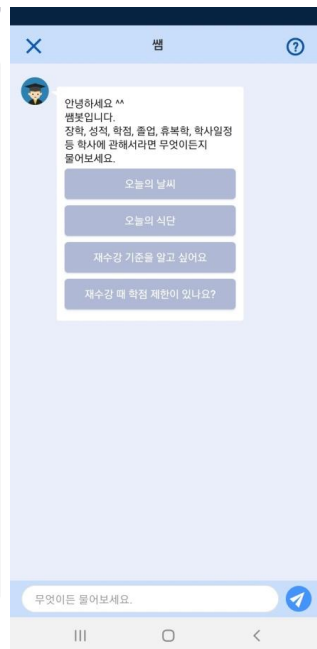 쌤
안녕하세요 ^^
쌤봇입니다.
장학, 성적, 학점, 졸업, 휴복학, 학사일정
등 학사에 관해서라면 무엇이든지
물어보세요.
오늘의 날씨
오늘의 식단
재수강 기준을 알고 싶어요
재수강 때 학점 제한이 있나요?
무엇이든 물어보세요.